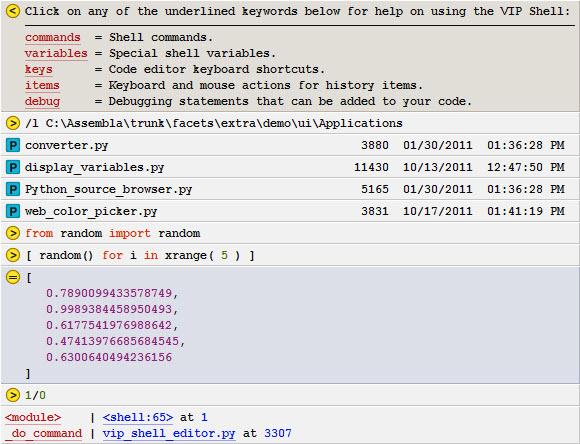 < Click on any of the underlined keywords below for help on using the VIP Shell:
commands = Shell commands.
variables = Special shell variables.
keys = Code editor keyboard shortcuts.
items = Keyboard and mouse actions for history items.
debug = Debugging statements that can be added to your code.
> /l C:\Assembla\trunk\facets\extra\demo\ui\Applications
P converter.py 3880 01/30/2011 01:36:28 PM
P display_variables.py 11430 10/13/2011 12:47:50 PM
P Python_source_browser.py 5165 01/30/2011 01:36:28 PM
P web_color_picker.py 3831 10/17/2011 01:41:19 PM
> from random import random
> [ random() for i in xrange( 5 ) ]
= [
0.7890099433578749,
0.9989384458950493,
0.6177541976988642,
0.47413976685684545,
0.6300640494236156
]
> 1/0
<module> | <shell:65> at 1
_do_command | vip_shell_editor.py at 3307